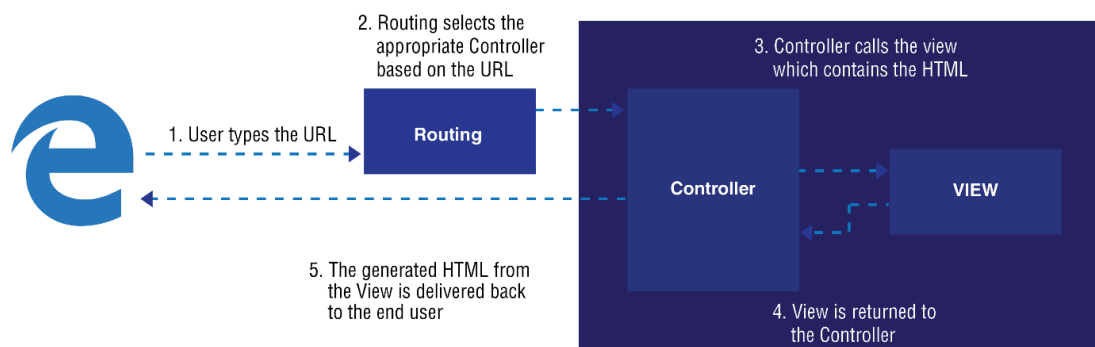 1. User types the URL
2. Routing selects the
appropriate Controller
based on the URL
Routing
3. Controller calls the view
which contains the HTML
Controller
VIEW
4. View is returned to
the Controller
5. The generated HTML from
the View is delivered back
to the end user